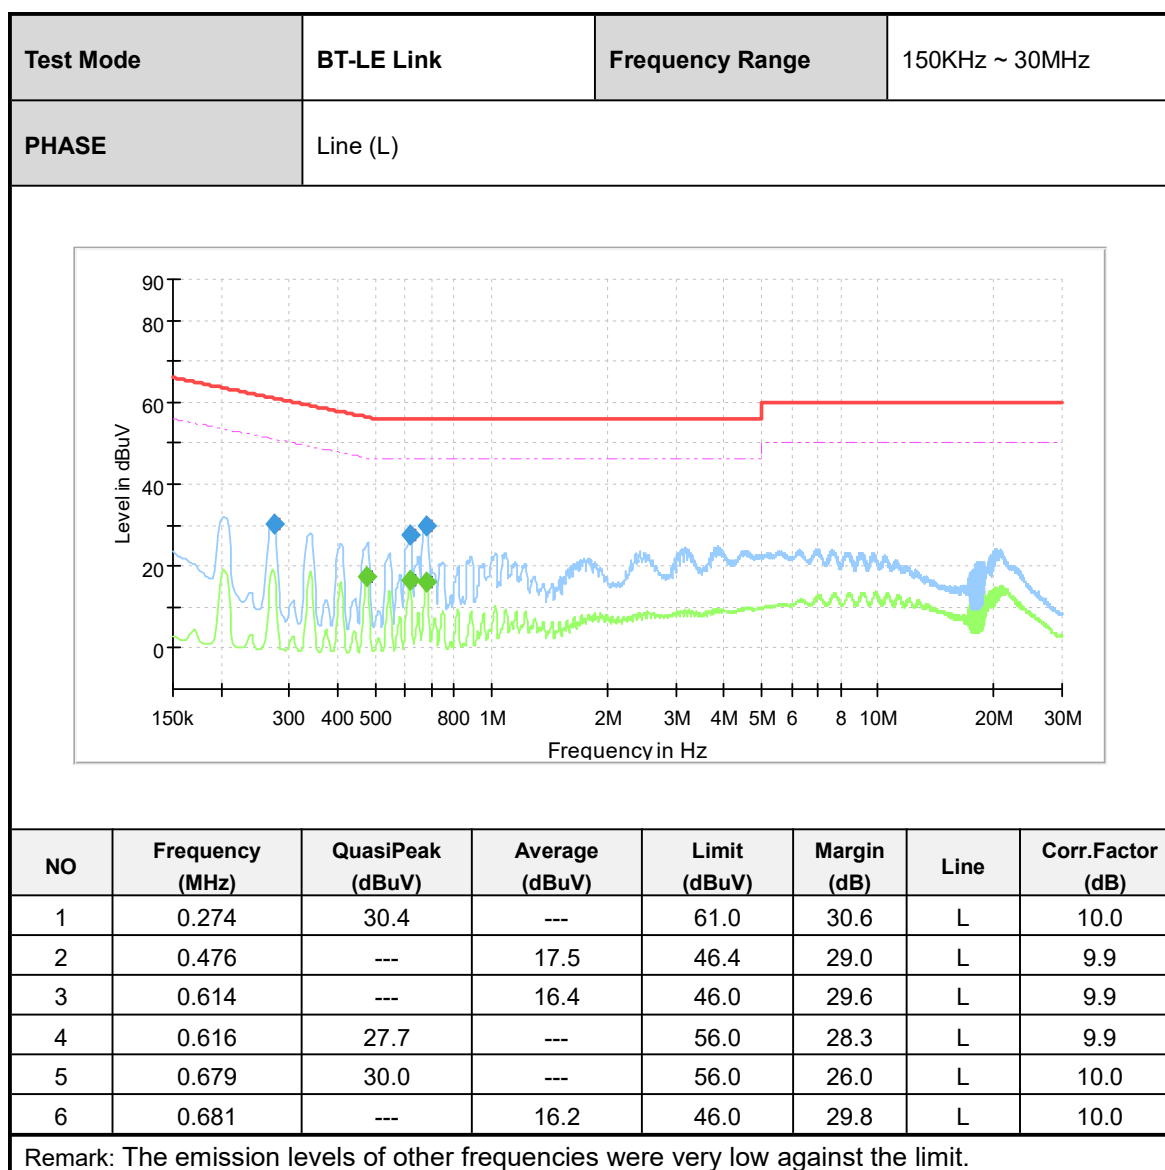 Test Mode BT-LE Link Frequency Range 150KHz ~ 30MHz
PHASE Line (L)
90
80
60
40
20
0
Level in dBuV
150k 300 400 500 800 1M 2M 3M 4M 5M 6 8 10M 20M 30M
Frequency in Hz
NO Frequency (MHz) QuasiPeak (dBuV) Average (dBuV) Limit (dBuV) Margin (dB) Line Corr.Factor (dB)
1 0.274 30.4 --- 61.0 30.6 L 10.0
2 0.476 --- 17.5 46.4 29.0 L 9.9
3 0.614 --- 16.4 46.0 29.6 L 9.9
4 0.616 27.7 --- 56.0 28.3 L 9.9
5 0.679 30.0 --- 56.0 26.0 L 10.0
6 0.681 --- 16.2 46.0 29.8 L 10.0
Remark: The emission levels of other frequencies were very low against the limit.